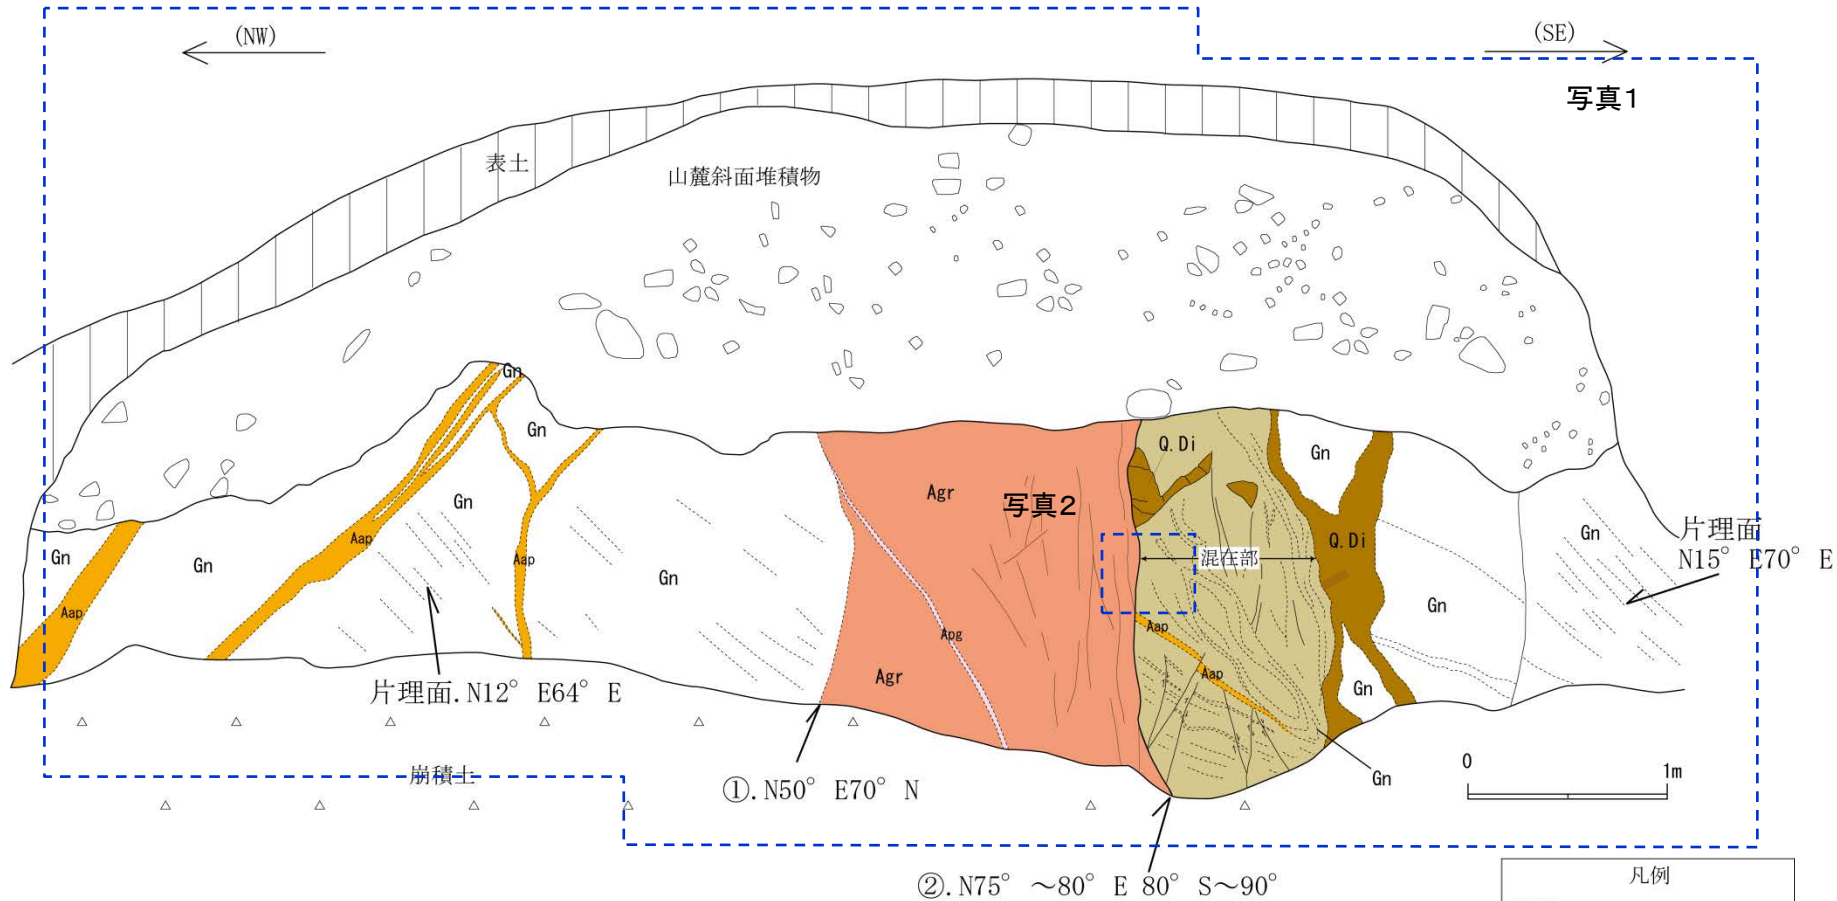 (NW)
(SE)
写真1
表土
山麓斜面堆積物
Gn
Gn
Q.Di
Gn
Agr
写真2
Gn
Gn
Aap
Gn
Aap
Gn
Gn
混在部
Q.Di
Gn
片理面
N15° E70° E
Aap
Aap
Apg
Aap
Gn
Agr
Gn
片理面.N12° E64° E
Gn
崩積土
①.N50° E70° N
0
1m
②.N75° ～80° E 80° S～90°
凡例